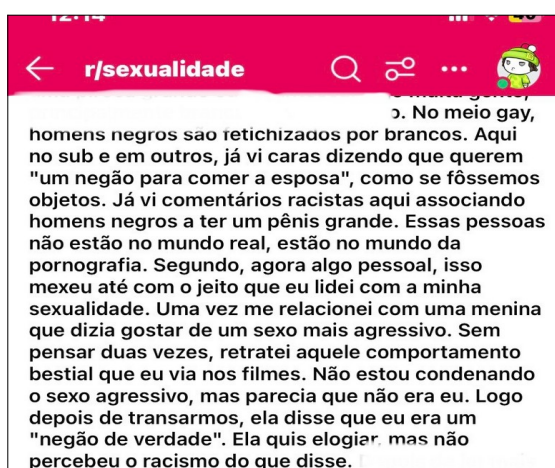 12:14
r/sexualidade
o. No meio gay,
homens negros são fetichizados por brancos. Aqui
no sub e em outros, já vi caras dizendo que querem
"um negão para comer a esposa", como se fôssemos
objetos. Já vi comentários racistas aqui associando
homens negros a ter um pênis grande. Essas pessoas
não estão no mundo real, estão no mundo da
pornografia. Segundo, agora algo pessoal, isso
mexeu até com o jeito que eu lidei com a minha
sexualidade. Uma vez me relacionei com uma menina
que dizia gostar de um sexo mais agressivo. Sem
pensar duas vezes, retratei aquele comportamento
bestial que eu via nos filmes. Não estou condenando
o sexo agressivo, mas parecia que não era eu. Logo
depois de transarmos, ela disse que eu era um
"negão de verdade". Ela quis elogiar, mas não
percebeu o racismo do que disse.